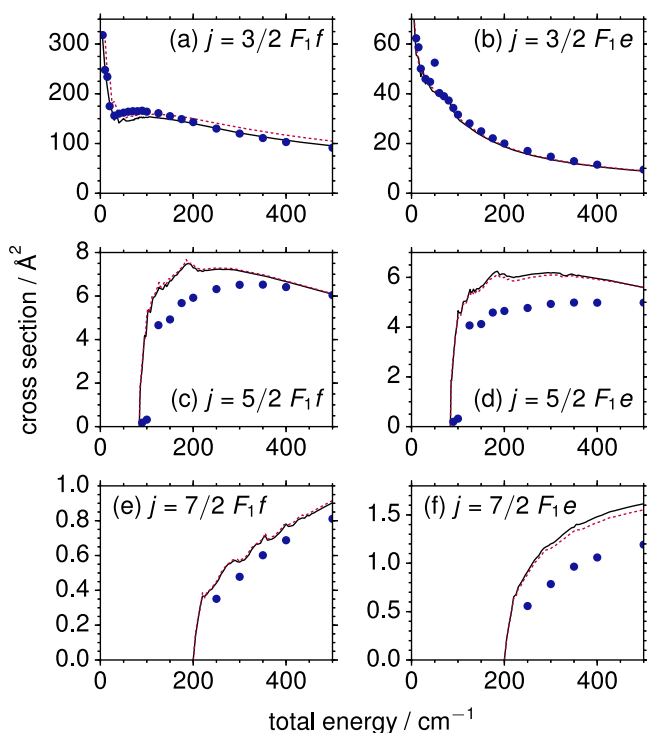 cross section / Å²
(a) j = 3/2 F₁f
300
200
100
0
0 200 400
(b) j = 3/2 F₁e
60
40
20
0
0 200 400
8
6
4
2
0
(c) j = 5/2 F₁f
0 200 400
6
4
2
0
(d) j = 5/2 F₁e
0 200 400
(e) j = 7/2 F₁f
1.0
0.8
0.6
0.4
0.2
0.0
0 200 400
(f) j = 7/2 F₁e
1.5
1.0
0.5
0.0
0 200 400
total energy / cm⁻¹